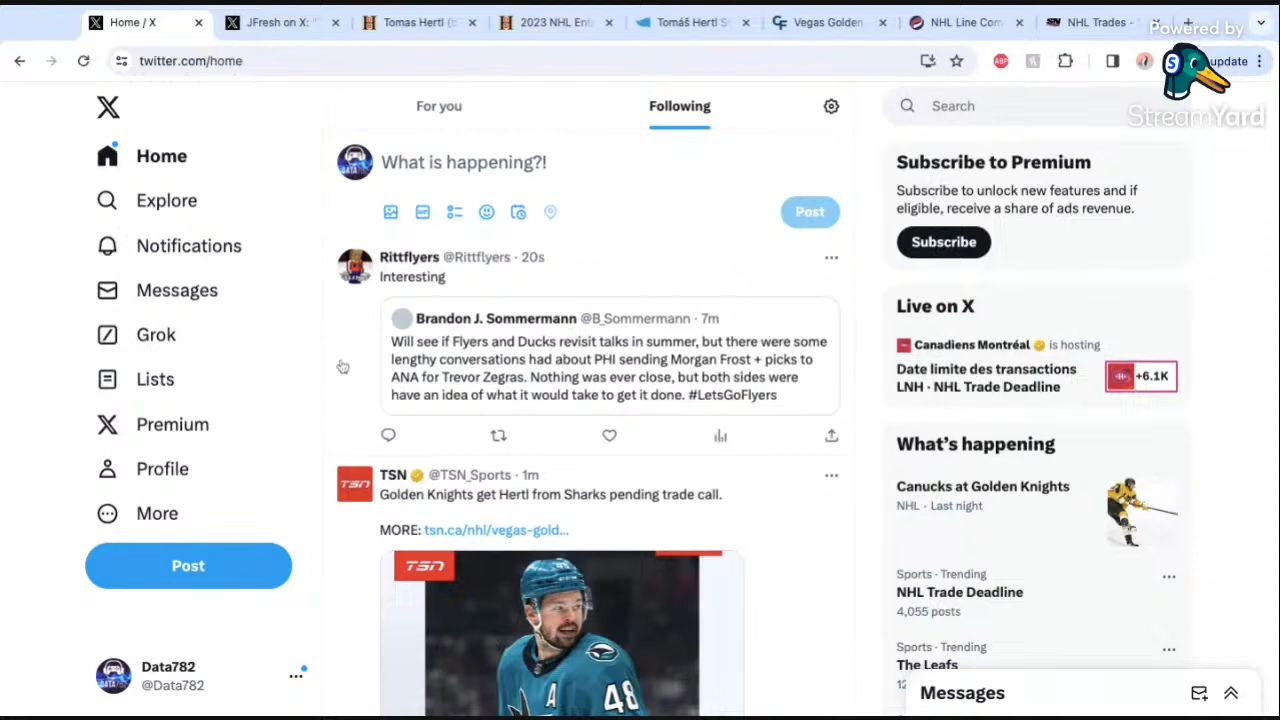 Home / X
JFresh on X: "
Tomas Hertl (
2023 NHL Ent
Tomáš Hertl S
Vegas Golden
NHL Line Com
NHL Trades -
Powered by
twitter.com/home
update
StreamYard
For you
Following
Search
Home
Explore
Notifications
Messages
Grok
Lists
Premium
Profile
More
Post
Data782
@Data782
What is happening?!
Post
Rittflyers @Rittflyers · 20s
Interesting
Brandon J. Sommermann @B_Sommermann · 7m
Will see if Flyers and Ducks revisit talks in summer, but there were some
lengthy conversations had about PHI sending Morgan Frost + picks to
ANA for Trevor Zegras. Nothing was ever close, but both sides were
have an idea of what it would take to get it done. #LetsGoFlyers
TSN @TSN_Sports · 1m
Golden Knights get Hertl from Sharks pending trade call.
MORE: tsn.ca/nhl/vegas-gold...
TSN
48
A
48
Subscribe to Premium
Subscribe to unlock new features and if
eligible, receive a share of ads revenue.
Subscribe
Live on X
Canadiens Montréal is hosting
Date limite des transactions
LNH · NHL Trade Deadline
+6.1K
What's happening
Canucks at Golden Knights
NHL · Last night
Sports · Trending
NHL Trade Deadline
4,055 posts
Sports · Trending
The Leafs
Messages